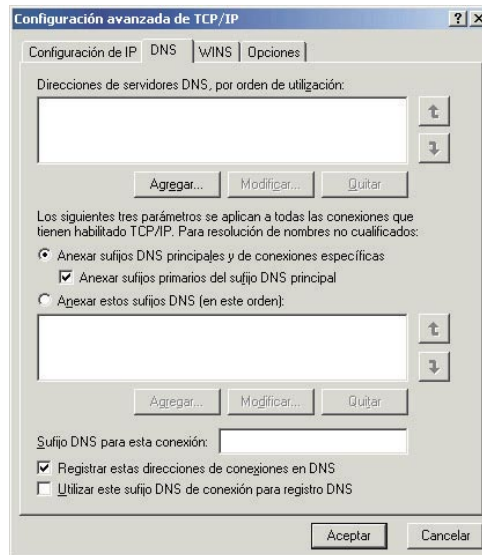 Configuración avanzada de TCP/IP
Configuración de IP DNS WINS Opciones
Direcciones de servidores DNS, por orden de utilización:
Agregar... Modificar... Quitar
Los siguientes tres parámetros se aplican a todas las conexiones que
tienen habilitado TCP/IP. Para resolución de nombres no cualificados:
Anexar sufijos DNS principales y de conexiones específicas
Anexar sufijos primarios del sufijo DNS principal
Anexar estos sufijos DNS (en este orden):
Agregar... Modificar... Quitar
Sufijo DNS para esta conexión:
Registrar estas direcciones de conexiones en DNS
Utilizar este sufijo DNS de conexión para registro DNS
Aceptar Cancelar